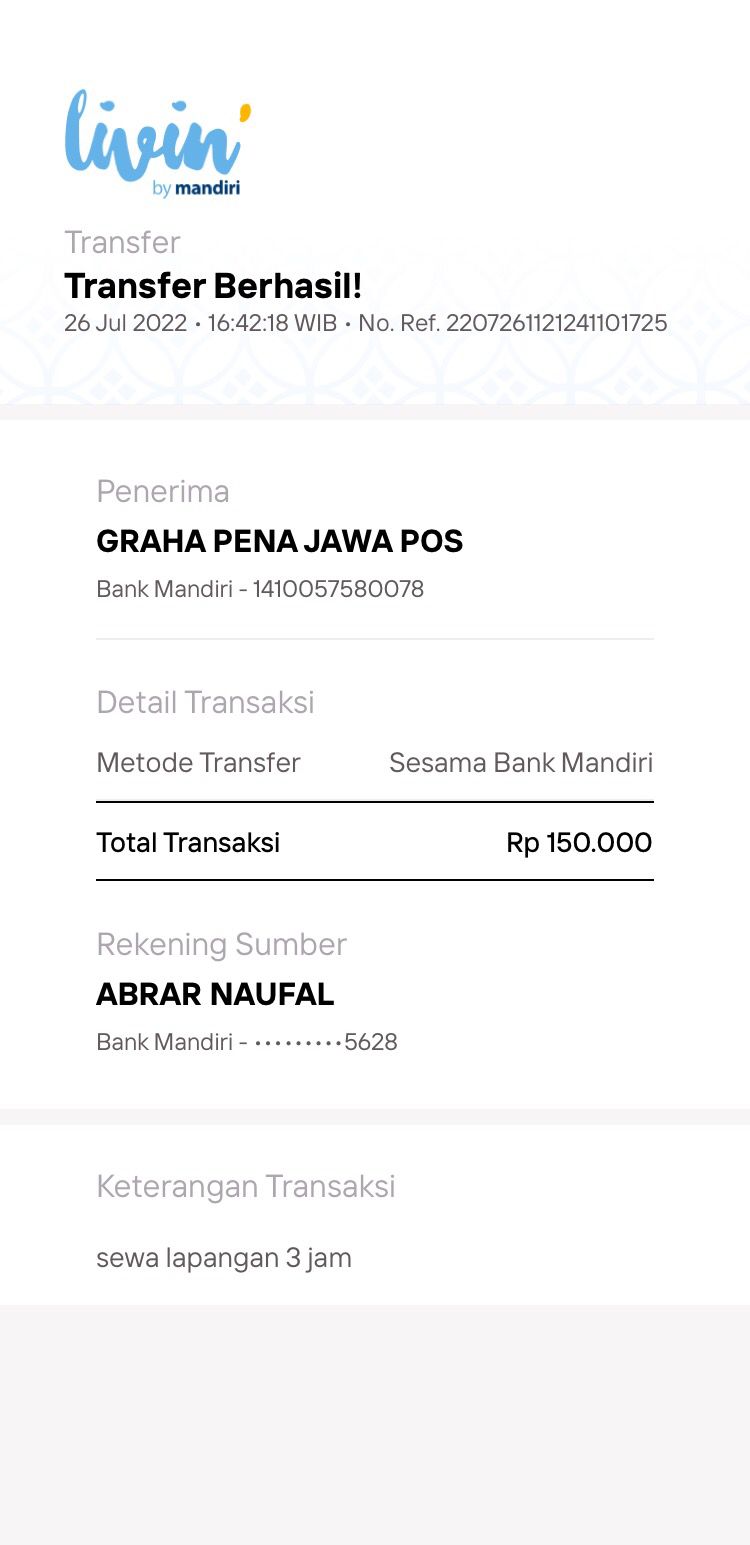 livin'
by mandiri
Transfer
Transfer Berhasil!
26 Jul 2022 • 16:42:18 WIB • No. Ref. 2207261121241101725
Penerima
GRAHA PENA JAWA POS
Bank Mandiri - 1410057580078
Detail Transaksi
Metode Transfer Sesama Bank Mandiri
Total Transaksi Rp 150.000
Rekening Sumber
ABRAR NAUFAL
Bank Mandiri - •••••••••5628
Keterangan Transaksi
sewa lapangan 3 jam